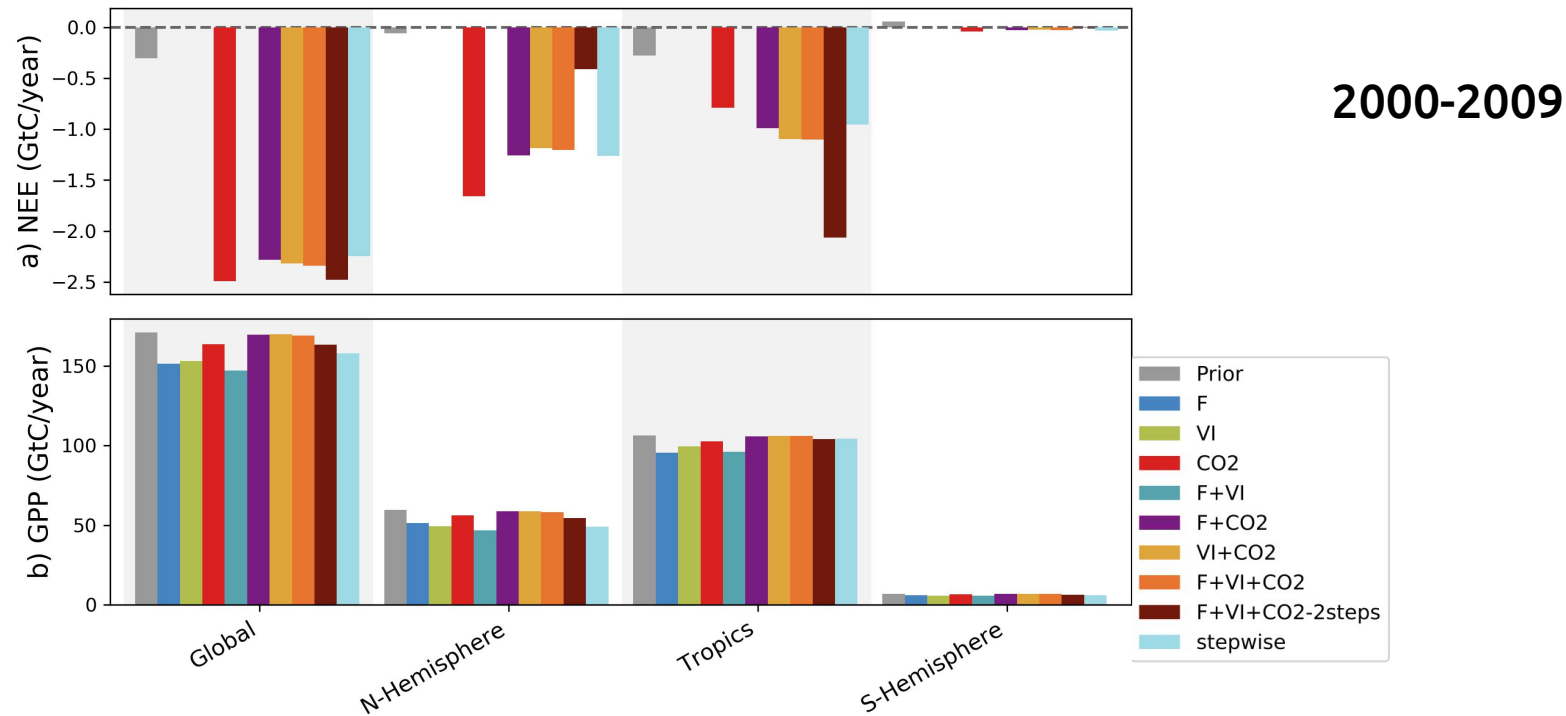 a) NEE (GtC/year)
0.0
−0.5
−1.0
−1.5
−2.0
−2.5
2000-2009
b) GPP (GtC/year)
150
100
50
0
Global
N-Hemisphere
Tropics
S-Hemisphere
Prior
F
VI
CO2
F+VI
F+CO2
VI+CO2
F+VI+CO2
F+VI+CO2-2steps
stepwise